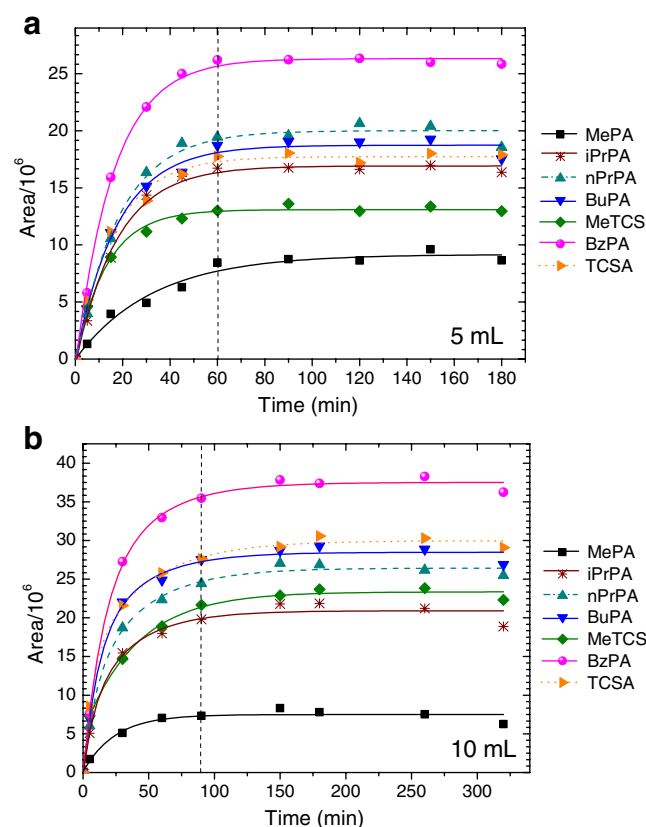 a
25
20
15
10
5
0
Area/10⁶
0 20 40 60 80 100 120 140 160 180
Time (min)
5 mL
MePA
iPrPA
nPrPA
BuPA
MeTCS
BzPA
TCSA
b
40
35
30
25
20
15
10
5
0
Area/10⁶
0 50 100 150 200 250 300
Time (min)
10 mL
MePA
iPrPA
nPrPA
BuPA
MeTCS
BzPA
TCSA